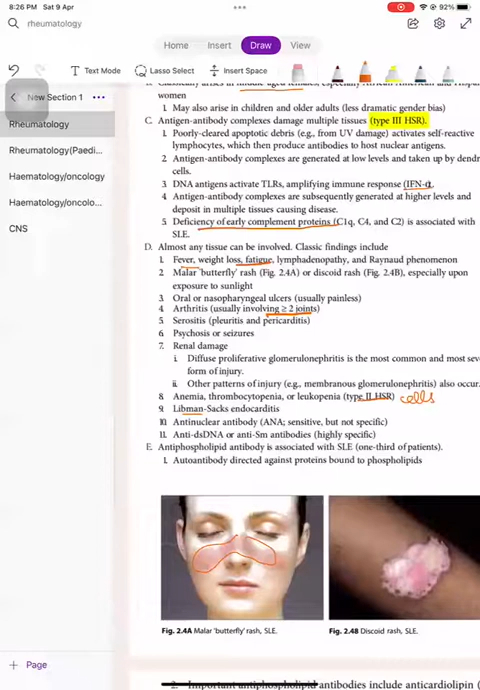 8:26 PM Sat 9 Apr
92%
rheumatology
Home Insert Draw View
Text Mode Lasso Select Insert Space
New Section 1
Rheumatology
Rheumatology(Paedi...
Haematology/oncology
Haematology/oncolo...
CNS
Page
women
1. May also arise in children and older adults (less dramatic gender bias)
C. Antigen-antibody complexes damage multiple tissues (type III HSR).
1. Poorly-cleared apoptotic debris (e.g., from UV damage) activates self-reactive
lymphocytes, which then produce antibodies to host nuclear antigens.
2. Antigen-antibody complexes are generated at low levels and taken up by dend
cells.
3. DNA antigens activate TLRs, amplifying immune response (IFN-α).
4. Antigen-antibody complexes are subsequently generated at higher levels and
deposit in multiple tissues causing disease.
5. Deficiency of early complement proteins (C1q, C4, and C2) is associated with
SLE.
D. Almost any tissue can be involved. Classic findings include
1. Fever, weight loss, fatigue, lymphadenopathy, and Raynaud phenomenon
2. Malar 'butterfly' rash (Fig. 2.4A) or discoid rash (Fig. 2.4B), especially upon
exposure to sunlight
3. Oral or nasopharyngeal ulcers (usually painless)
4. Arthritis (usually involving ≥ 2 joints)
5. Serositis (pleuritis and pericarditis)
6. Psychosis or seizures
7. Renal damage
i. Diffuse proliferative glomerulonephritis is the most common and most seve
form of injury.
ii. Other patterns of injury (e.g., membranous glomerulonephritis) also occur.
8. Anemia, thrombocytopenia, or leukopenia (type II HSR) cells
9. Libman-Sacks endocarditis
10. Antinuclear antibody (ANA; sensitive, but not specific)
11. Anti-dsDNA or anti-Sm antibodies (highly specific)
E. Antiphospholipid antibody is associated with SLE (one-third of patients).
1. Autoantibody directed against proteins bound to phospholipids
Fig. 2.4A Malar 'butterfly' rash, SLE.
Fig. 2.4B Discoid rash, SLE.
2. Important antiphospholipid antibodies include anticardiolipin (